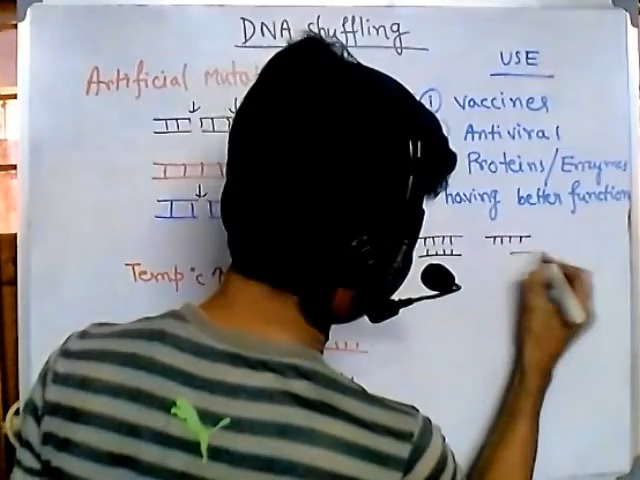 DNA shuffling
USE
Artificial
① Vaccines
Antiviral
Proteins/Enzymes
having better function
Temp °C